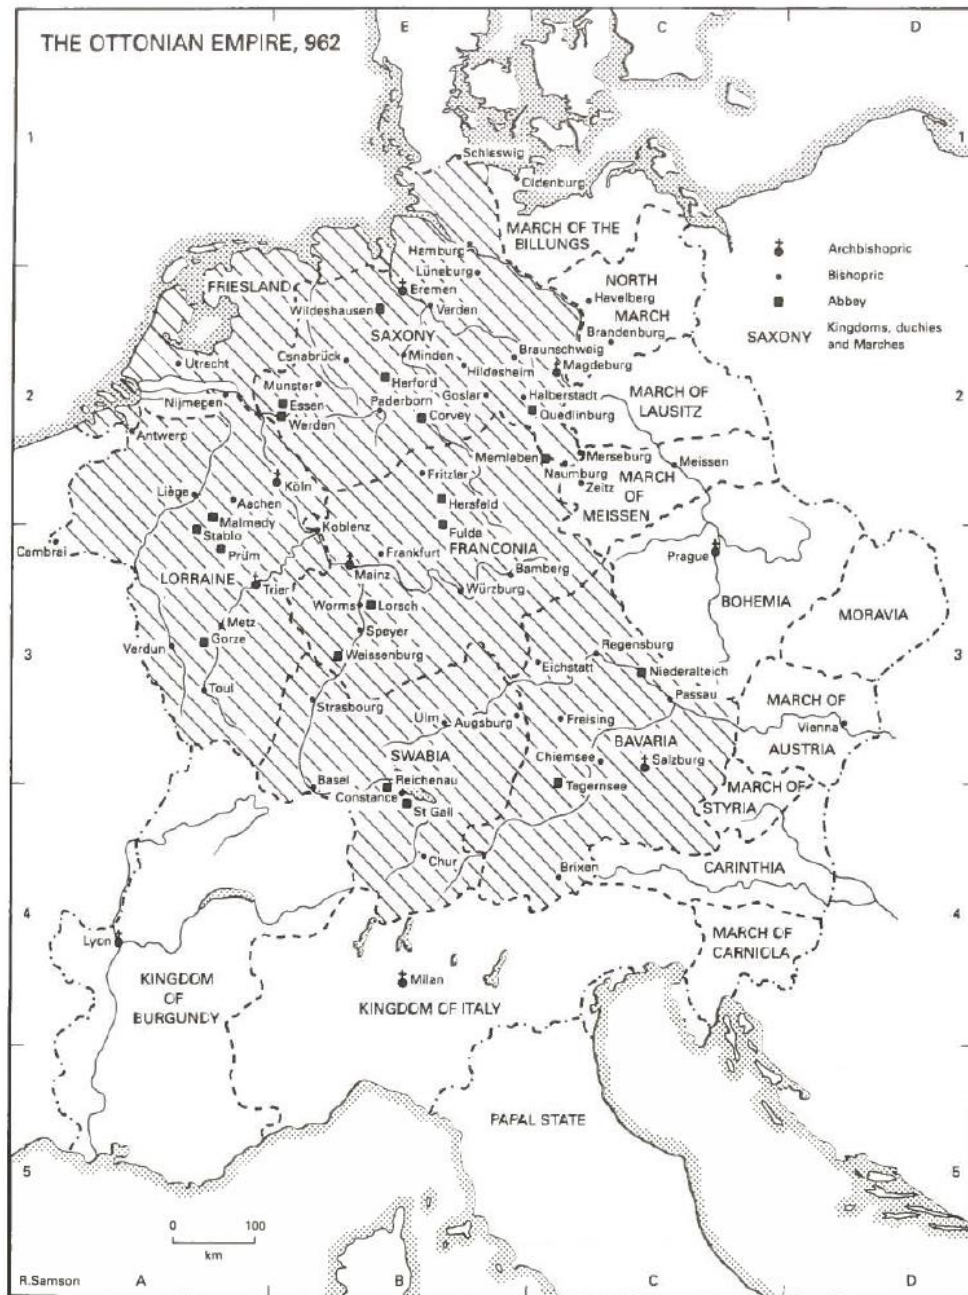 THE OTTONIAN EMPIRE, 962
E
C
D
1
1
Schleswig
Oldenburg
MARCH OF THE
BILLUNGS
Archbishopric
Bishopric
Abbey
SAXONY
Kingdoms, duchies
and Marches
Hamburg
Lüneburg
FRIESLAND
Bremen
NORTH
MARCH
Havelberg
Wildeshausen
Verden
Brandenburg
SAXONY
Utrecht
Osnabrück
Minden
Braunschweig
Magdeburg
Hildesheim
2
2
Munster
Herford
Nijmegen
Essen
Paderborn
Goslar
Halberstadt
MARCH OF
LAUSITZ
Werden
Corvey
Quedlinburg
Antwerp
Memleben
Merseburg
Meissen
Köln
Fritzler
Naumburg
Zeitz
MARCH
OF
MEISSEN
Liège
Aachen
Hersfeld
Malmedy
Koblenz
Fulda
Stablo
Cambrai
Prüm
Frankfurt
FRANCONIA
Prague
LORRAINE
Mainz
Bamberg
Trier
Würzburg
BOHEMIA
Worms
Lorsch
MORAVIA
Metz
Speyer
Gorze
Verdun
Weissenburg
Regensburg
3
3
Eichstatt
Niederalteich
Toul
Strasbourg
Passau
MARCH OF
AUSTRIA
Ulm
Augsburg
Freising
Vienna
SWABIA
BAVARIA
Chiemsee
Salzburg
Basel
Reichenau
Tegernsee
MARCH OF
STYRIA
Constance
St Gall
Chur
Brixen
CARINTHIA
4
4
Lyon
MARCH OF
CARNIOLA
KINGDOM
OF
BURGUNDY
Milan
KINGDOM OF ITALY
PAPAL STATE
5
5
0
100
km
R.Samson
A
B
C
D